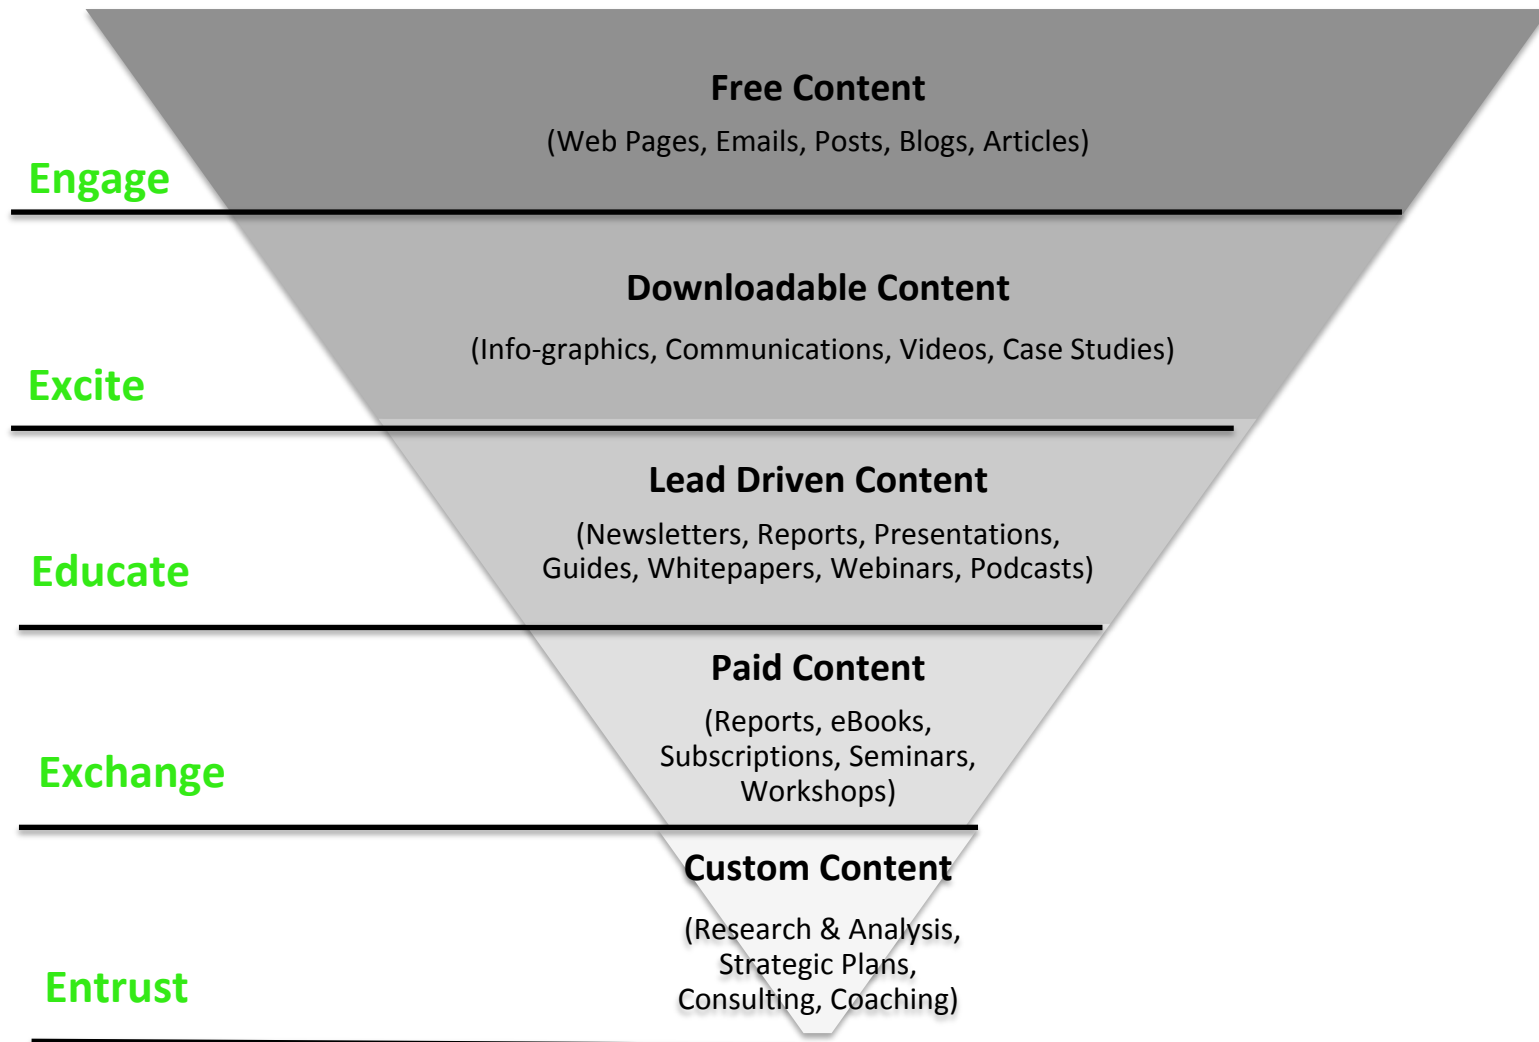 Free Content
(Web Pages, Emails, Posts, Blogs, Articles)
Engage
Downloadable Content
(Info-graphics, Communications, Videos, Case Studies)
Excite
Lead Driven Content
(Newsletters, Reports, Presentations,
Guides, Whitepapers, Webinars, Podcasts)
Educate
Paid Content
(Reports, eBooks,
Subscriptions, Seminars,
Workshops)
Exchange
Custom Content
(Research & Analysis,
Strategic Plans,
Consulting, Coaching)
Entrust